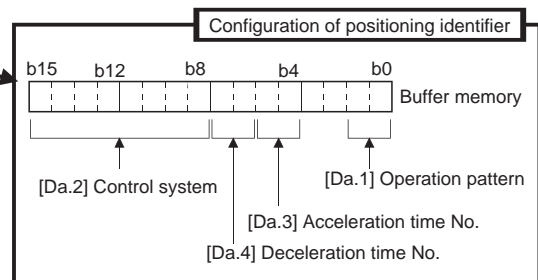 Configuration of positioning identifier
b15 b12 b8 b4 b0
Buffer memory
[Da.2] Control system
[Da.1] Operation pattern
[Da.3] Acceleration time No.
[Da.4] Deceleration time No.